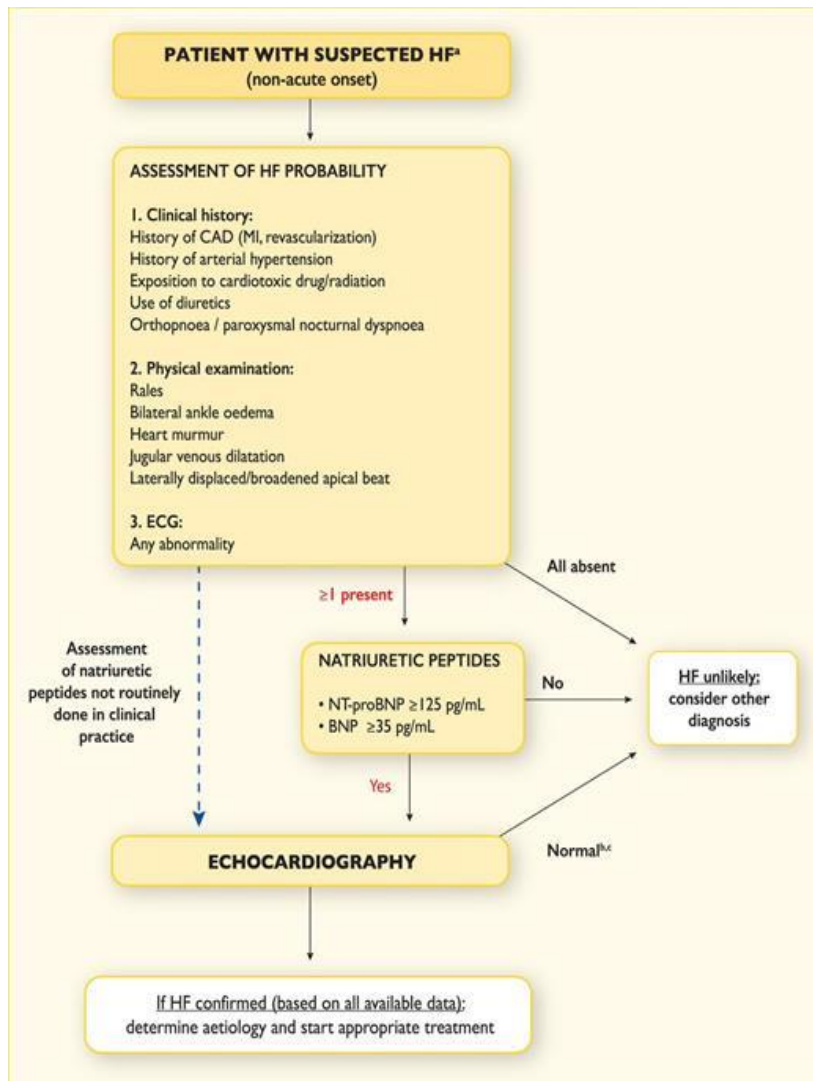 PATIENT WITH SUSPECTED HFᵃ
(non-acute onset)
ASSESSMENT OF HF PROBABILITY
1. Clinical history:
History of CAD (MI, revascularization)
History of arterial hypertension
Exposition to cardiotoxic drug/radiation
Use of diuretics
Orthopnoea / paroxysmal nocturnal dyspnoea
2. Physical examination:
Rales
Bilateral ankle oedema
Heart murmur
Jugular venous dilatation
Laterally displaced/broadened apical beat
3. ECG:
Any abnormality
≥1 present
All absent
Assessment
of natriuretic
peptides not routinely
done in clinical
practice
NATRIURETIC PEPTIDES
• NT-proBNP ≥125 pg/mL
• BNP ≥35 pg/mL
No
HF unlikely:
consider other
diagnosis
Yes
ECHOCARDIOGRAPHY
Normalᵇ,ᶜ
If HF confirmed (based on all available data):
determine aetiology and start appropriate treatment